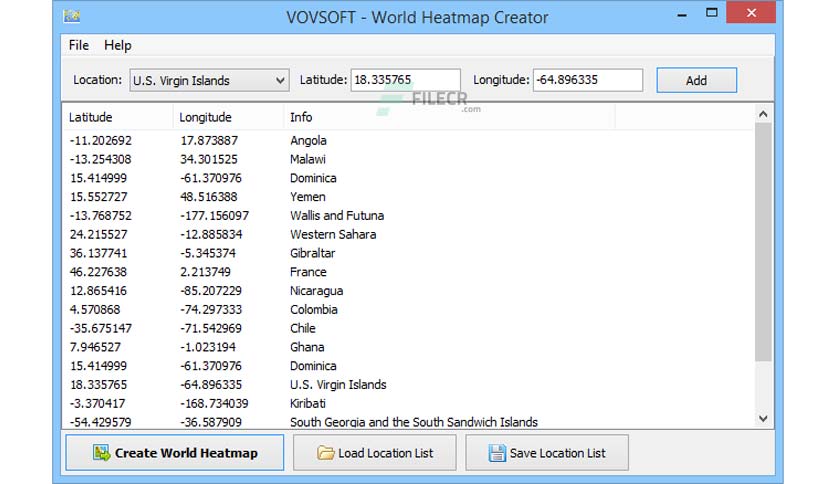 VOVSOFT - World Heatmap Creator
File Help
Location: U.S. Virgin Islands Latitude: 18.335765 Longitude: -64.896335 Add
FILECR
.com
Latitude Longitude Info
-11.202692 17.873887 Angola
-13.254308 34.301525 Malawi
15.414999 -61.370976 Dominica
15.552727 48.516388 Yemen
-13.768752 -177.156097 Wallis and Futuna
24.215527 -12.885834 Western Sahara
36.137741 -5.345374 Gibraltar
46.227638 2.213749 France
12.865416 -85.207229 Nicaragua
4.570868 -74.297333 Colombia
-35.675147 -71.542969 Chile
7.946527 -1.023194 Ghana
15.414999 -61.370976 Dominica
18.335765 -64.896335 U.S. Virgin Islands
-3.370417 -168.734039 Kiribati
-54.429579 -36.587909 South Georgia and the South Sandwich Islands
Create World Heatmap Load Location List Save Location List